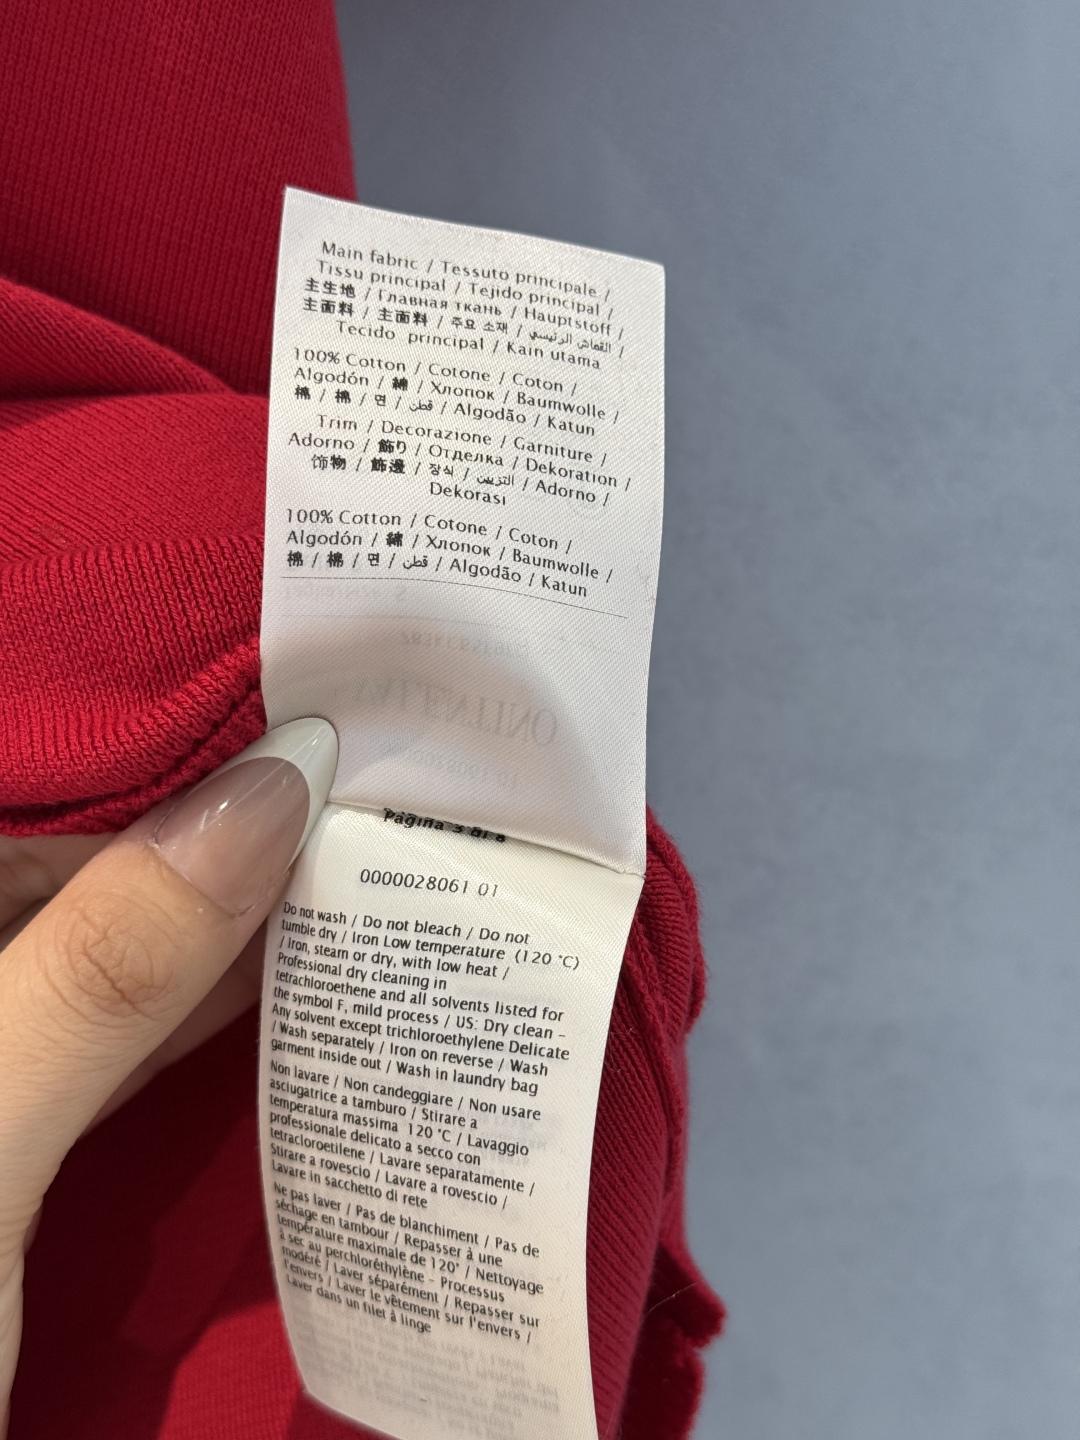 Main fabric / Tessuto principale /
Tissu principal / Tejido principal /
主生地 / Главная ткань / Hauptstoff /
主面料 / 主面料 / 주요 소재 / القماش الرئيسي /
Tecido principal / Kain utama
100% Cotton / Cotone / Coton /
Algodón / 綿 / Хлопок / Baumwolle /
棉 / 棉 / 면 / قطن / Algodão / Katun
Trim / Decorazione / Garniture /
Adorno / 飾り / Отделка / Dekoration /
饰物 / 飾邊 / 장식 / التزيين / Adorno /
Dekorasi
100% Cotton / Cotone / Coton /
Algodón / 綿 / Хлопок / Baumwolle /
棉 / 棉 / 면 / قطن / Algodão / Katun
VALENTINO
Pagina 3 di 8
0000028061 01
Do not wash / Do not bleach / Do not
tumble dry / Iron Low temperature (120 °C)
/ Iron, steam or dry, with low heat /
Professional dry cleaning in
tetrachloroethene and all solvents listed for
the symbol F, mild process / US: Dry clean –
Any solvent except trichloroethylene Delicate
/ Wash separately / Iron on reverse / Wash
garment inside out / Wash in laundry bag
Non lavare / Non candeggiare / Non usare
asciugatrice a tamburo / Stirare a
temperatura massima 120 °C / Lavaggio
professionale delicato a secco con
tetracloroetilene / Lavare separatamente /
Stirare a rovescio / Lavare a rovescio /
Lavare in sacchetto di rete
Ne pas laver / Pas de blanchiment / Pas de
séchage en tambour / Repasser à une
température maximale de 120° / Nettoyage
à sec au perchloréthylène – Processus
modéré / Laver séparément / Repasser sur
l'envers / Laver le vêtement sur l'envers /
Laver dans un filet à linge